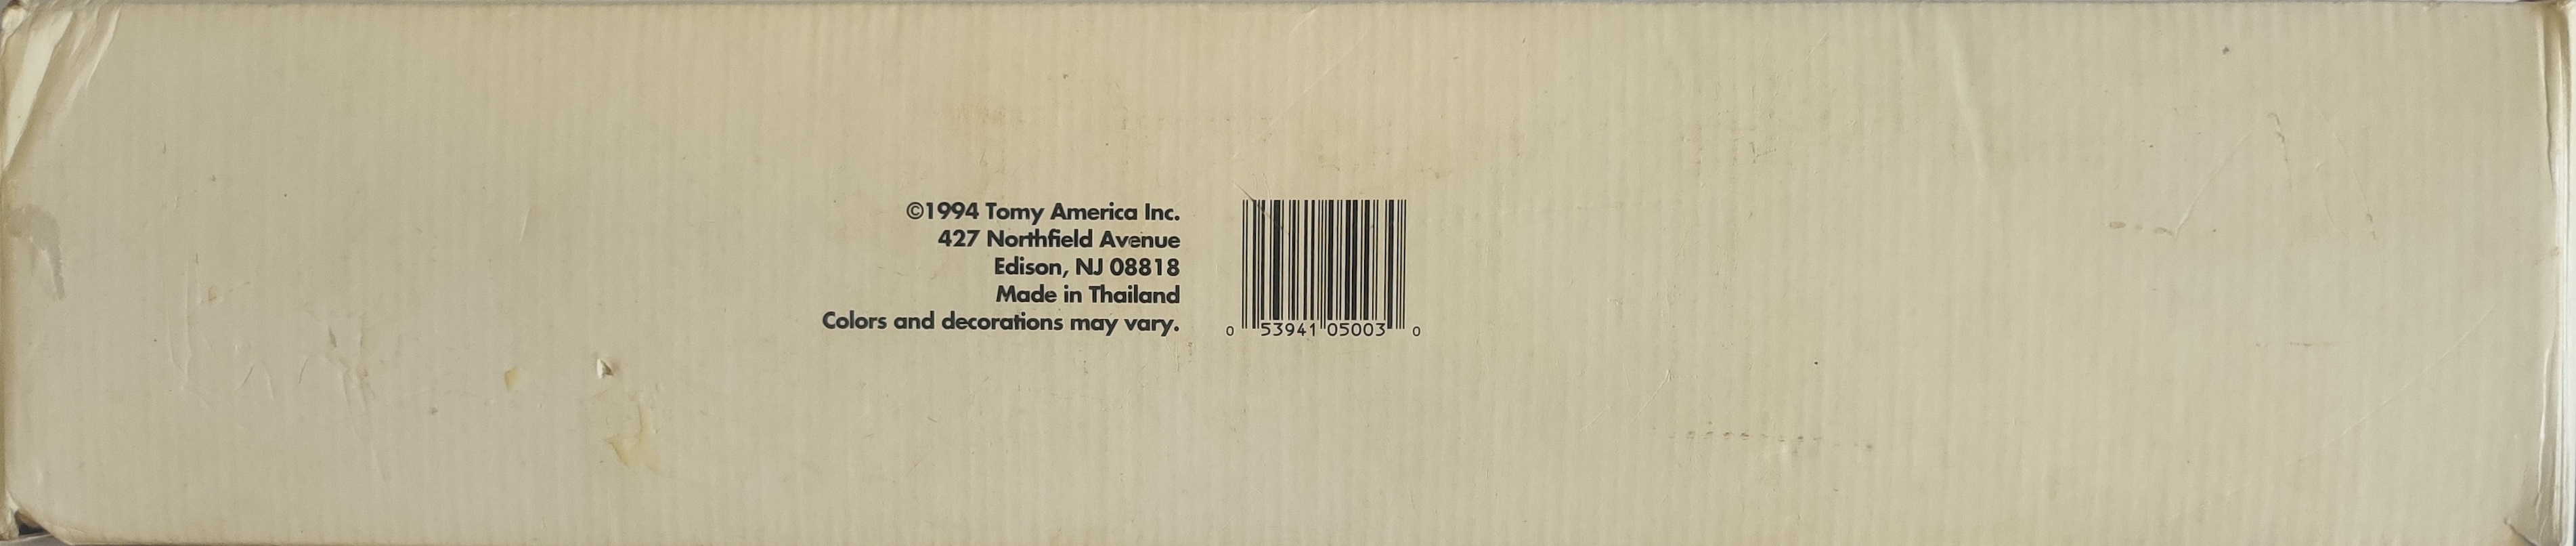 ©1994 Tomy America Inc.
427 Northfield Avenue
Edison, NJ 08818
Made in Thailand
Colors and decorations may vary.
0 53941 05003 0